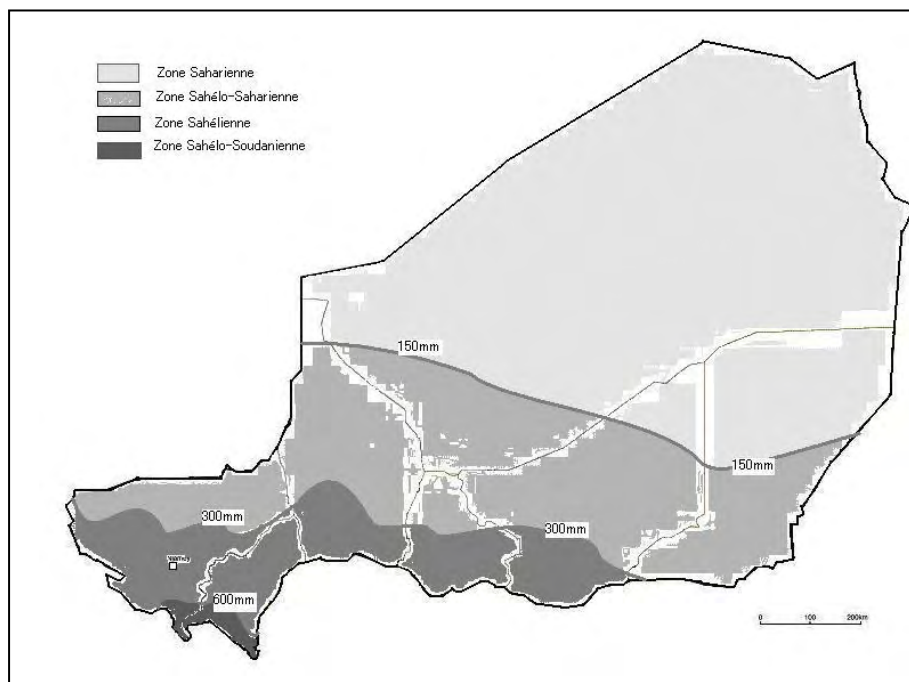 Zone Saharienne
Zone Sahélo-Saharienne
Zone Sahélienne
Zone Sahélo-Soudanienne
150mm
150mm
300mm
300mm
600mm
0 100 200km